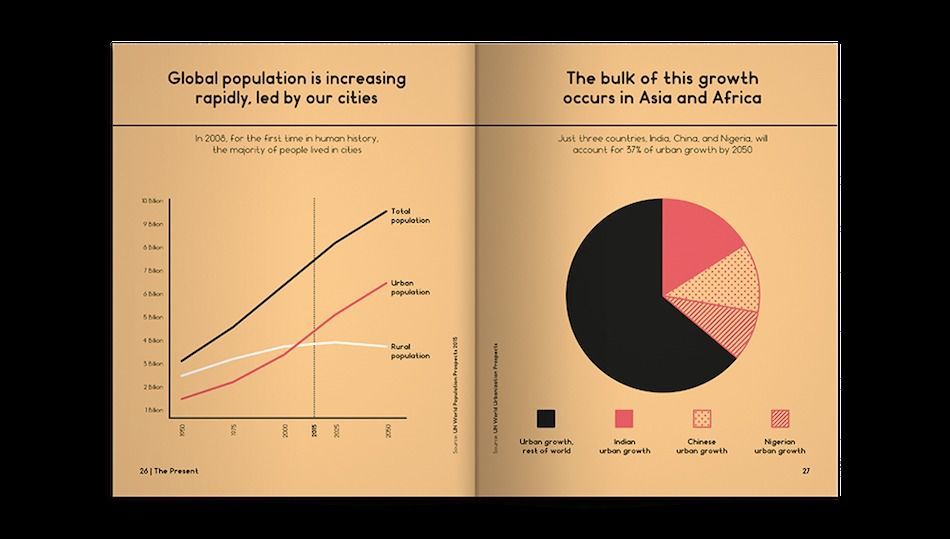 Global population is increasing
rapidly, led by our cities
In 2008, for the first time in human history,
the majority of people lived in cities
10 Billion
9 Billion
8 Billion
7 Billion
6 Billion
5 Billion
4 Billion
3 Billion
2 Billion
1 Billion
Total
population
Urban
population
Rural
population
1950
1975
2000
2015
2025
2050
Source: UN World Population Prospects 2015
26 | The Present
The bulk of this growth
occurs in Asia and Africa
Just three countries, India, China, and Nigeria, will
account for 37% of urban growth by 2050
Source: UN World Urbanization Prospects
Urban growth,
rest of world
Indian
urban growth
Chinese
urban growth
Nigerian
urban growth
27